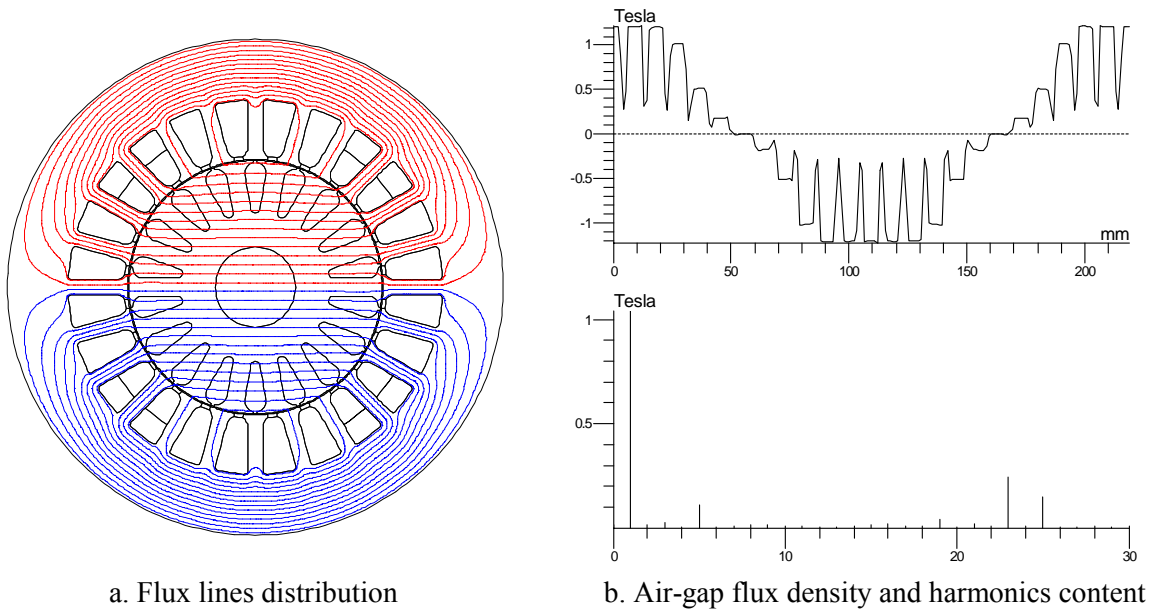 Tesla
1
0.5
0
-0.5
-1
mm
0 50 100 150 200
Tesla
1
0.5
0 10 20 30
a. Flux lines distribution
b. Air-gap flux density and harmonics content